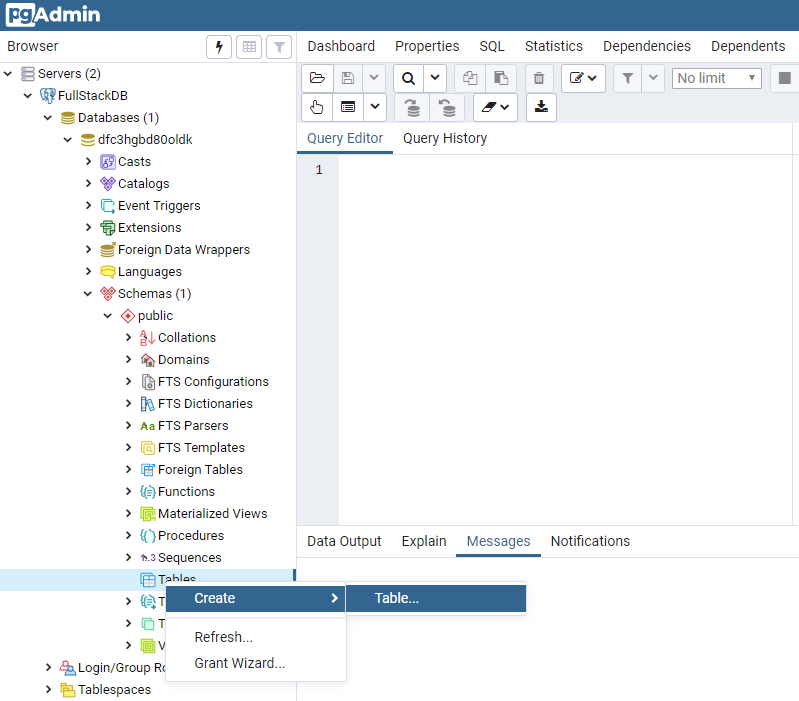 pgAdmin
Browser
Dashboard Properties SQL Statistics Dependencies Dependents
No limit
Query Editor Query History
1
Servers (2)
FullStackDB
Databases (1)
dfc3hgbd80oldk
Casts
Catalogs
Event Triggers
Extensions
Foreign Data Wrappers
Languages
Schemas (1)
public
Collations
Domains
FTS Configurations
FTS Dictionaries
Aa FTS Parsers
FTS Templates
Foreign Tables
Functions
Materialized Views
Procedures
1..3 Sequences
Tables
T
T
V
Login/Group Ro
Tablespaces
Create
Table...
Refresh...
Grant Wizard...
Data Output Explain Messages Notifications